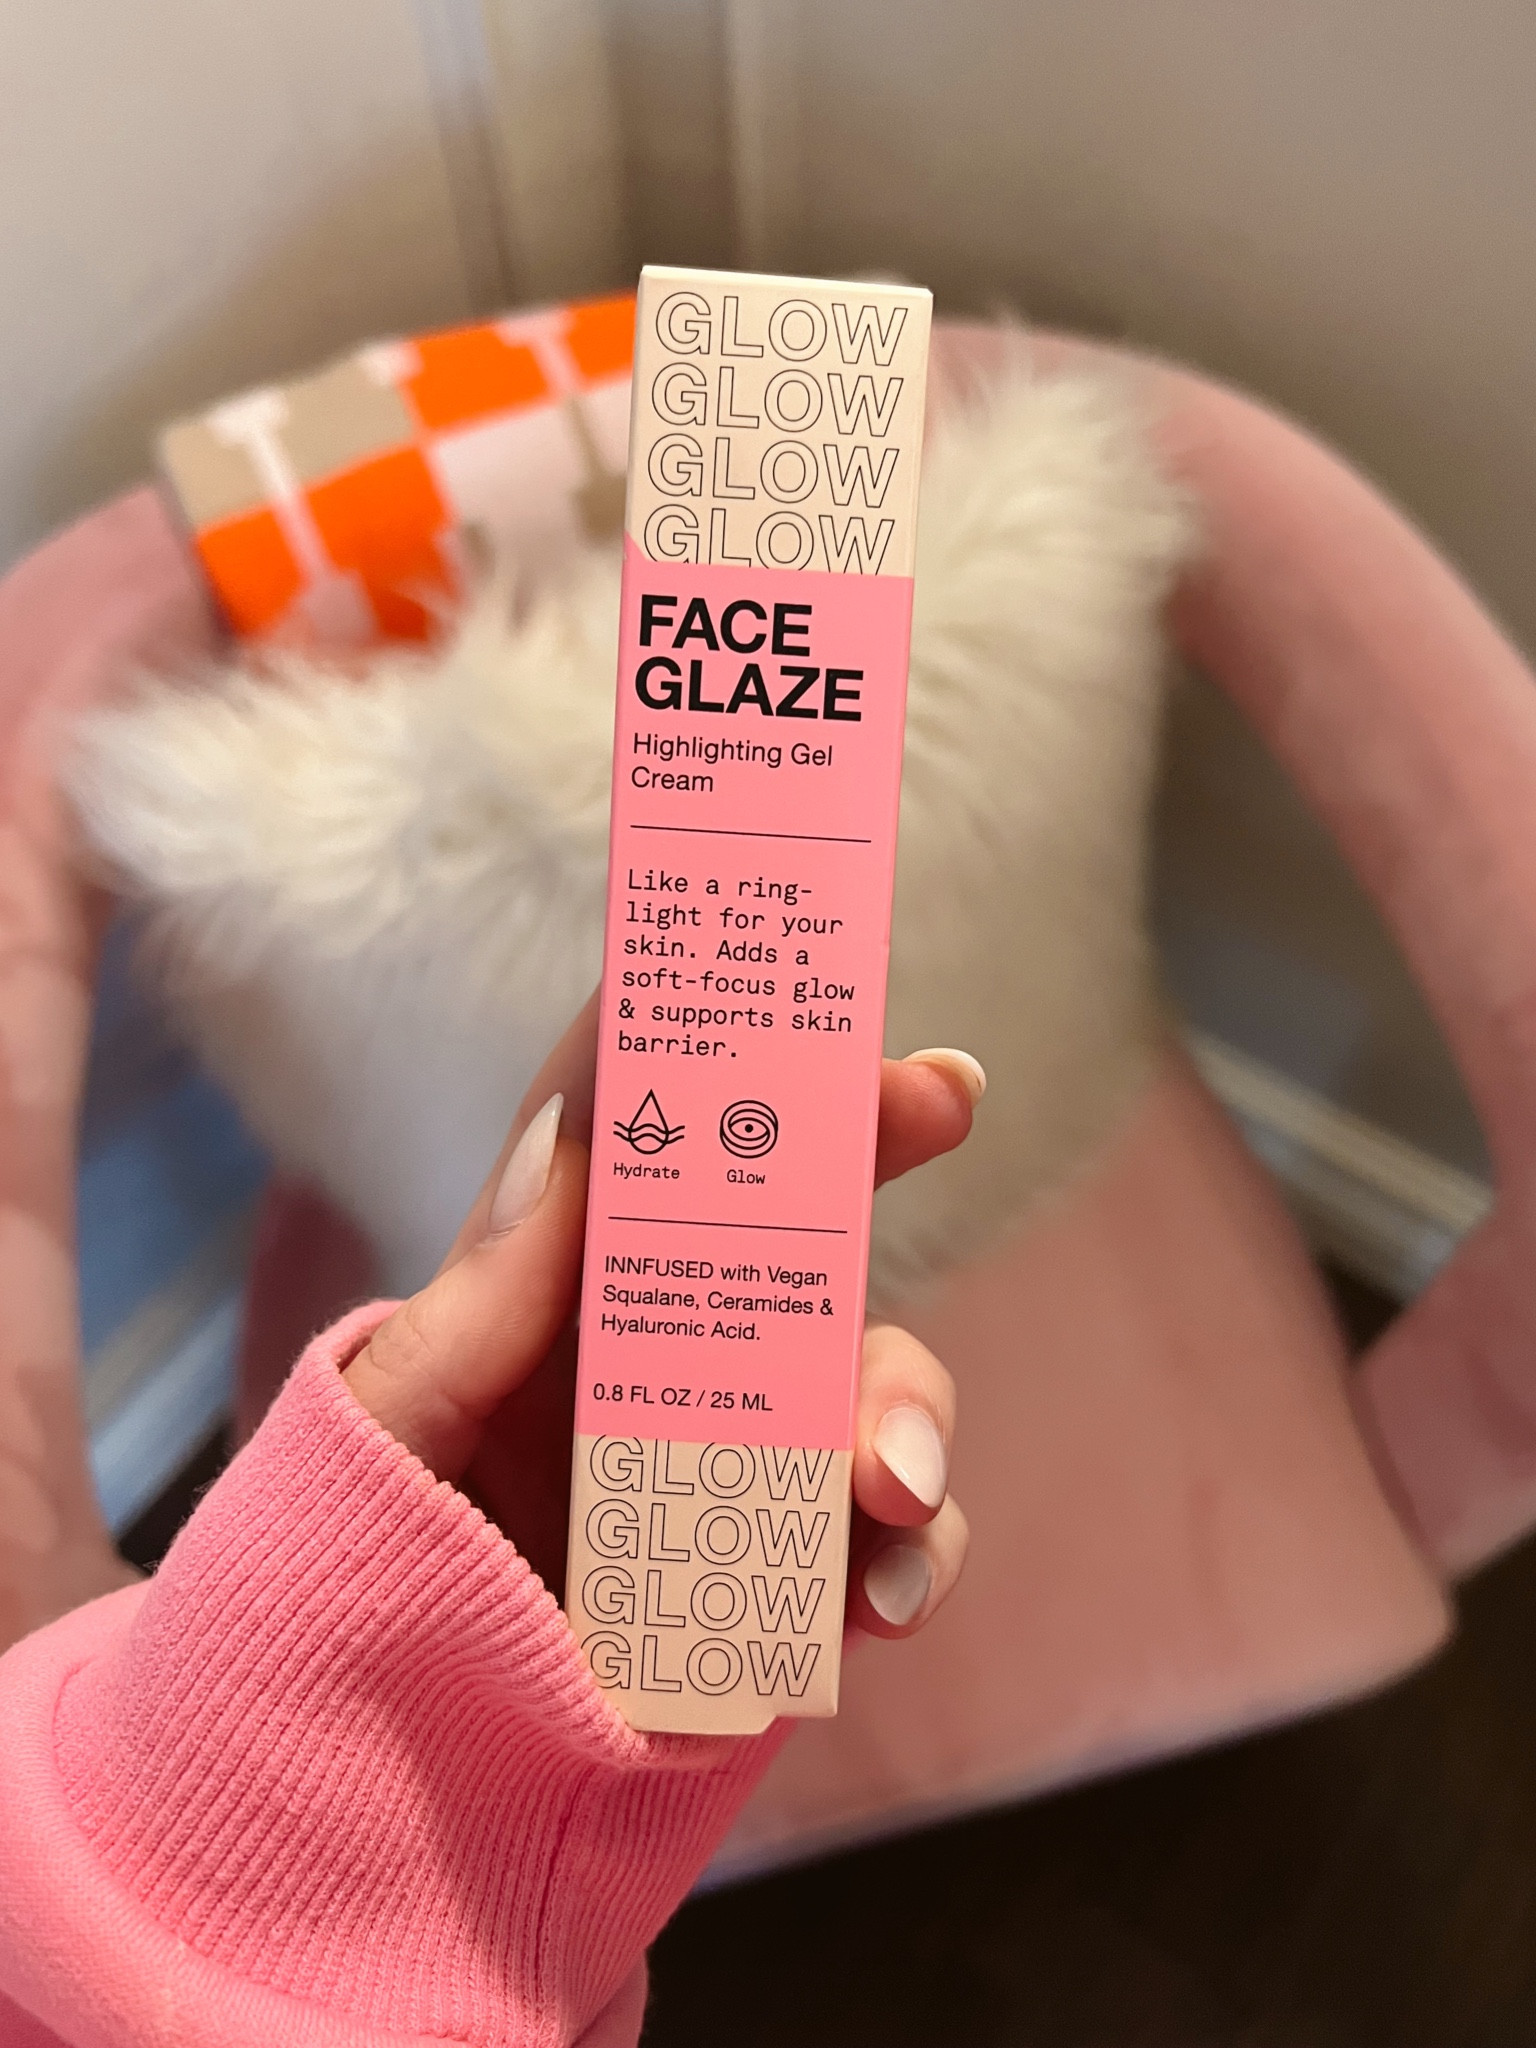 GLOW
GLOW
GLOW
GLOW
FACE
GLAZE
Highlighting Gel
Cream
Like a ring-
light for your
skin. Adds a
soft-focus glow
& supports skin
barrier.
Hydrate Glow
INNFUSED with Vegan
Squalane, Ceramides &
Hyaluronic Acid.
0.8 FL OZ / 25 ML
GLOW
GLOW
GLOW
GLOW